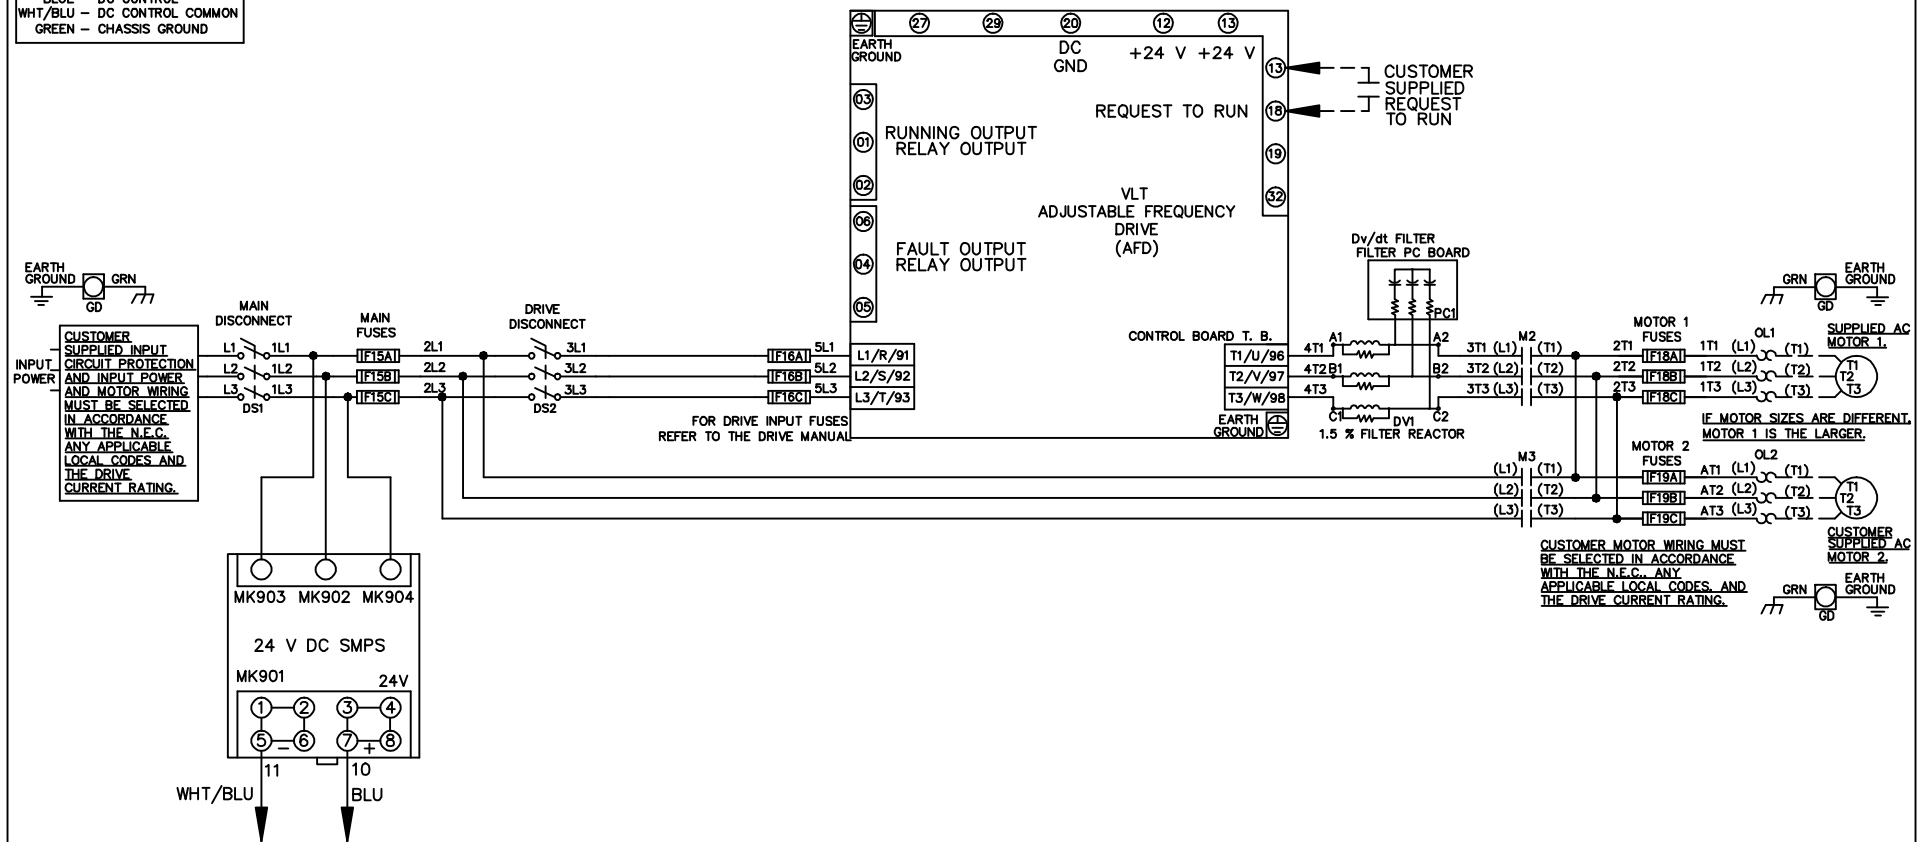 WHT/BLU – DC CONTROL COMMON
GREEN – CHASSIS GROUND
27
29
20
12
13
EARTH
GROUND
DC
GND
+24 V
+24 V
13
CUSTOMER
SUPPLIED
REQUEST
TO RUN
03
REQUEST TO RUN
18
01
RUNNING OUTPUT
RELAY OUTPUT
19
02
32
VLT
ADJUSTABLE FREQUENCY
DRIVE
(AFD)
06
04
FAULT OUTPUT
RELAY OUTPUT
05
Dv/dt FILTER
FILTER PC BOARD
PC1
EARTH
GROUND
GRN
GD
MAIN
DISCONNECT
MAIN
FUSES
DRIVE
DISCONNECT
CONTROL BOARD T. B.
A1
A2
M2
MOTOR 1
FUSES
OL1
GRN
EARTH
GROUND
GD
SUPPLIED AC
MOTOR 1.
INPUT
POWER
CUSTOMER
SUPPLIED INPUT
CIRCUIT PROTECTION
AND INPUT POWER
AND MOTOR WIRING
MUST BE SELECTED
IN ACCORDANCE
WITH THE N.E.C.
ANY APPLICABLE
LOCAL CODES AND
THE DRIVE
CURRENT RATING.
L1 1L1 F15A 2L1 3L1 F16A 5L1 L1/R/91
L2 1L2 F15B 2L2 3L2 F16B 5L2 L2/S/92
L3 1L3 F15C 2L3 3L3 F16C 5L3 L3/T/93
DS1
DS2
T1/U/96 4T1 3T1 (L1) (T1) 2T1 F18A 1T1 (L1) (T1) T1
T2/V/97 4T2 B1 B2 3T2 (L2) (T2) 2T2 F18B 1T2 (L2) (T2) T2
T3/W/98 4T3 3T3 (L3) (T3) 2T3 F18C 1T3 (L3) (T3) T3
FOR DRIVE INPUT FUSES
REFER TO THE DRIVE MANUAL
EARTH
GROUND
C1
DV1
C2
1.5 % FILTER REACTOR
IF MOTOR SIZES ARE DIFFERENT,
MOTOR 1 IS THE LARGER.
M3
MOTOR 2
FUSES
OL2
(L1) (T1) F19A AT1 (L1) (T1) T1
(L2) (T2) F19B AT2 (L2) (T2) T2
(L3) (T3) F19C AT3 (L3) (T3) T3
CUSTOMER
SUPPLIED AC
MOTOR 2.
CUSTOMER MOTOR WIRING MUST
BE SELECTED IN ACCORDANCE
WITH THE N.E.C., ANY
APPLICABLE LOCAL CODES, AND
THE DRIVE CURRENT RATING.
GRN
EARTH
GROUND
GD
MK903 MK902 MK904
24 V DC SMPS
MK901
24V
1 2 3 4
5 – 6 7 + 8
11
10
WHT/BLU
BLU